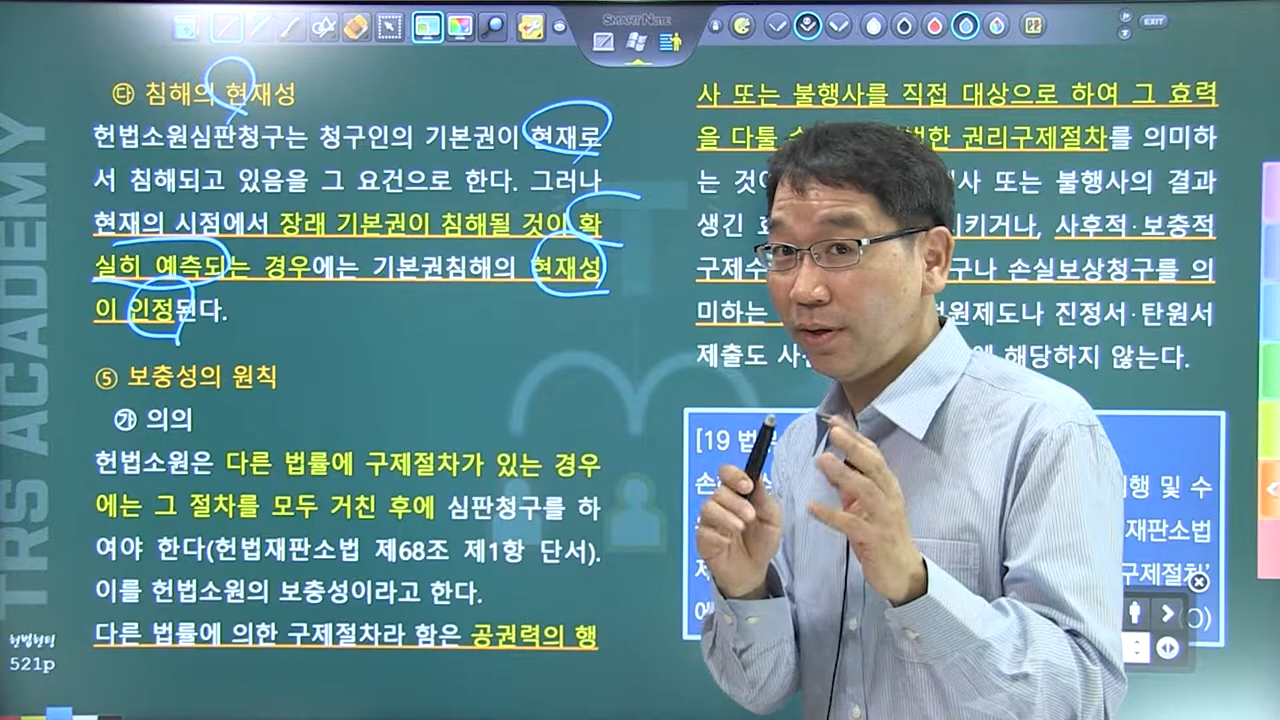 SMART NOTE
EXIT
TRS ACADEMY
㉰ 침해의 현재성
헌법소원심판청구는 청구인의 기본권이 현재로
서 침해되고 있음을 그 요건으로 한다. 그러나
현재의 시점에서 장래 기본권이 침해될 것이 확
실히 예측되는 경우에는 기본권침해의 현재성
이 인정된다.
⑤ 보충성의 원칙
㉮ 의의
헌법소원은 다른 법률에 구제절차가 있는 경우
에는 그 절차를 모두 거친 후에 심판청구를 하
여야 한다(헌법재판소법 제68조 제1항 단서).
이를 헌법소원의 보충성이라고 한다.
다른 법률에 의한 구제절차라 함은 공권력의 행
521p
사 또는 불행사를 직접 대상으로 하여 그 효력
을 다툴 권리구제절차를 의미하
는 또는 불행사의 결과
생긴 사후적·보충적
손실보상청구를 의
미하는 진정서·탄원서
제출도 해당하지 않는다.
[19
및 수
재판소법
구제절차'
(O)